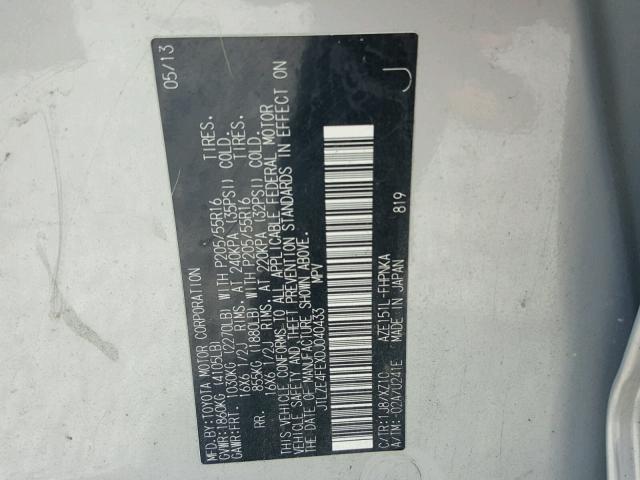 MFD.BY:TOYOTA MOTOR CORPORATION 05/13
GVWR:1860KG (4105LB)
GAWR:FRT. 1030KG (2270LB) WITH P205/55R16 TIRES.
16X6 1/2J RIMS. AT 240KPA (35PSI) COLD.
RR. 855KG (1880LB) WITH P205/55R16 TIRES.
16X6 1/2J RIMS. AT 220KPA (32PSI) COLD.
THIS VEHICLE CONFORMS TO ALL APPLICABLE FEDERAL MOTOR
VEHICLE SAFETY AND THEFT PREVENTION STANDARDS IN EFFECT ON
THE DATE OF MANUFACTURE SHOWN ABOVE.
JTLZE4FEX0J040433 MPV
C/TR:1J8/XZ1C AZE151L-FHPNKA 819 J
A/TM:-02A/U241E MADE IN JAPAN